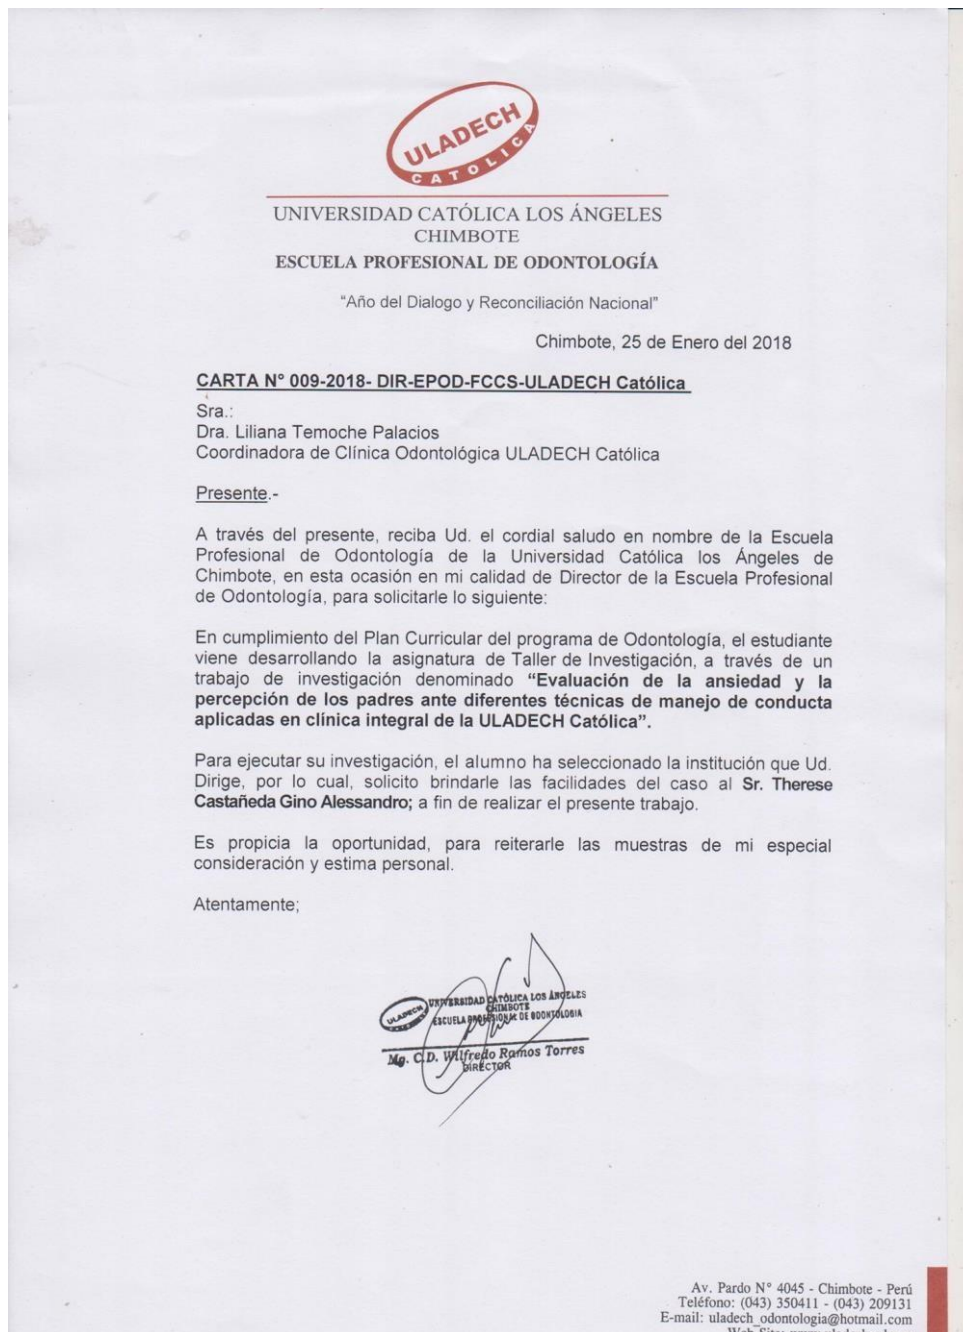 ULADECH
CATOLICA
UNIVERSIDAD CATÓLICA LOS ÁNGELES
CHIMBOTE
ESCUELA PROFESIONAL DE ODONTOLOGÍA
“Año del Dialogo y Reconciliación Nacional”
Chimbote, 25 de Enero del 2018
CARTA N° 009-2018- DIR-EPOD-FCCS-ULADECH Católica
Sra.:
Dra. Liliana Temoche Palacios
Coordinadora de Clínica Odontológica ULADECH Católica
Presente.-
A través del presente, reciba Ud. el cordial saludo en nombre de la Escuela
Profesional de Odontología de la Universidad Católica los Ángeles de
Chimbote, en esta ocasión en mi calidad de Director de la Escuela Profesional
de Odontología, para solicitarle lo siguiente:
En cumplimiento del Plan Curricular del programa de Odontología, el estudiante
viene desarrollando la asignatura de Taller de Investigación, a través de un
trabajo de investigación denominado “Evaluación de la ansiedad y la
percepción de los padres ante diferentes técnicas de manejo de conducta
aplicadas en clínica integral de la ULADECH Católica”.
Para ejecutar su investigación, el alumno ha seleccionado la institución que Ud.
Dirige, por lo cual, solicito brindarle las facilidades del caso al Sr. Therese
Castañeda Gino Alessandro; a fin de realizar el presente trabajo.
Es propicia la oportunidad, para reiterarle las muestras de mi especial
consideración y estima personal.
Atentamente;
ULADECH
UNIVERSIDAD CATÓLICA LOS ÁNGELES
CHIMBOTE
ESCUELA PROFESIONAL DE ODONTOLOGIA
Mg. C.D. Wilfredo Ramos Torres
DIRECTOR
Av. Pardo N° 4045 - Chimbote - Perú
Teléfono: (043) 350411 - (043) 209131
E-mail: uladech_odontologia@hotmail.com